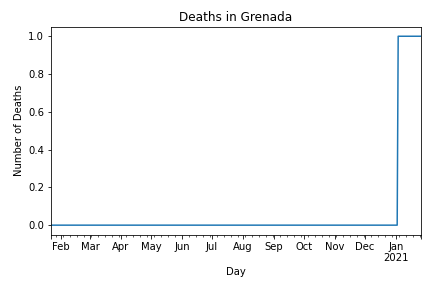 Deaths in Grenada
Number of Deaths
1.0
0.8
0.6
0.4
0.2
0.0
Feb Mar Apr May Jun Jul Aug Sep Oct Nov Dec Jan
2021
Day